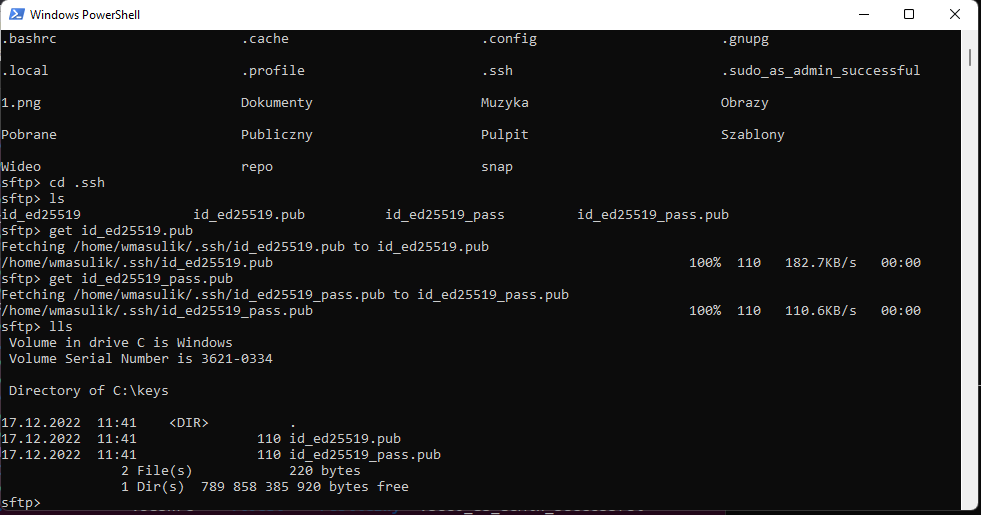 Windows PowerShell
.bashrc .cache .config .gnupg
.local .profile .ssh .sudo_as_admin_successful
1.png Dokumenty Muzyka Obrazy
Pobrane Publiczny Pulpit Szablony
Wideo repo snap
sftp> cd .ssh
sftp> ls
id_ed25519 id_ed25519.pub id_ed25519_pass id_ed25519_pass.pub
sftp> get id_ed25519.pub
Fetching /home/wmasulik/.ssh/id_ed25519.pub to id_ed25519.pub
/home/wmasulik/.ssh/id_ed25519.pub 100% 110 182.7KB/s 00:00
sftp> get id_ed25519_pass.pub
Fetching /home/wmasulik/.ssh/id_ed25519_pass.pub to id_ed25519_pass.pub
/home/wmasulik/.ssh/id_ed25519_pass.pub 100% 110 110.6KB/s 00:00
sftp> lls
Volume in drive C is Windows
Volume Serial Number is 3621-0334
Directory of C:\keys
17.12.2022 11:41 <DIR> .
17.12.2022 11:41 110 id_ed25519.pub
17.12.2022 11:41 110 id_ed25519_pass.pub
2 File(s) 220 bytes
1 Dir(s) 789 858 385 920 bytes free
sftp>